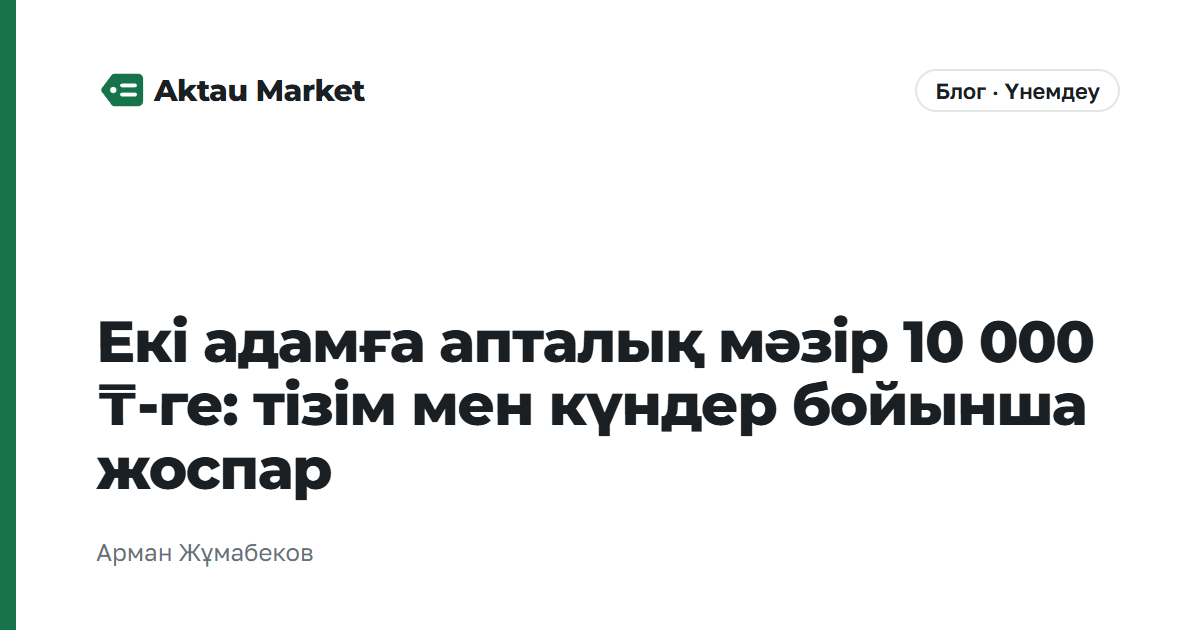 Aktau Market
Блог · Үнемдеу
Екі адамға апталық мәзір 10 000
₸-ге: тізім мен күндер бойынша
жоспар
Арман Жұмабеков